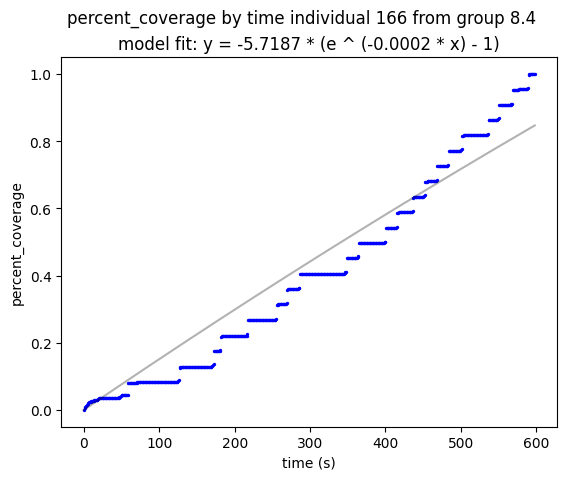 percent_coverage by time individual 166 from group 8.4
model fit: y = -5.7187 * (e ^ (-0.0002 * x) - 1)
1.0
0.8
0.6
0.4
0.2
0.0
percent_coverage
0 100 200 300 400 500 600
time (s)